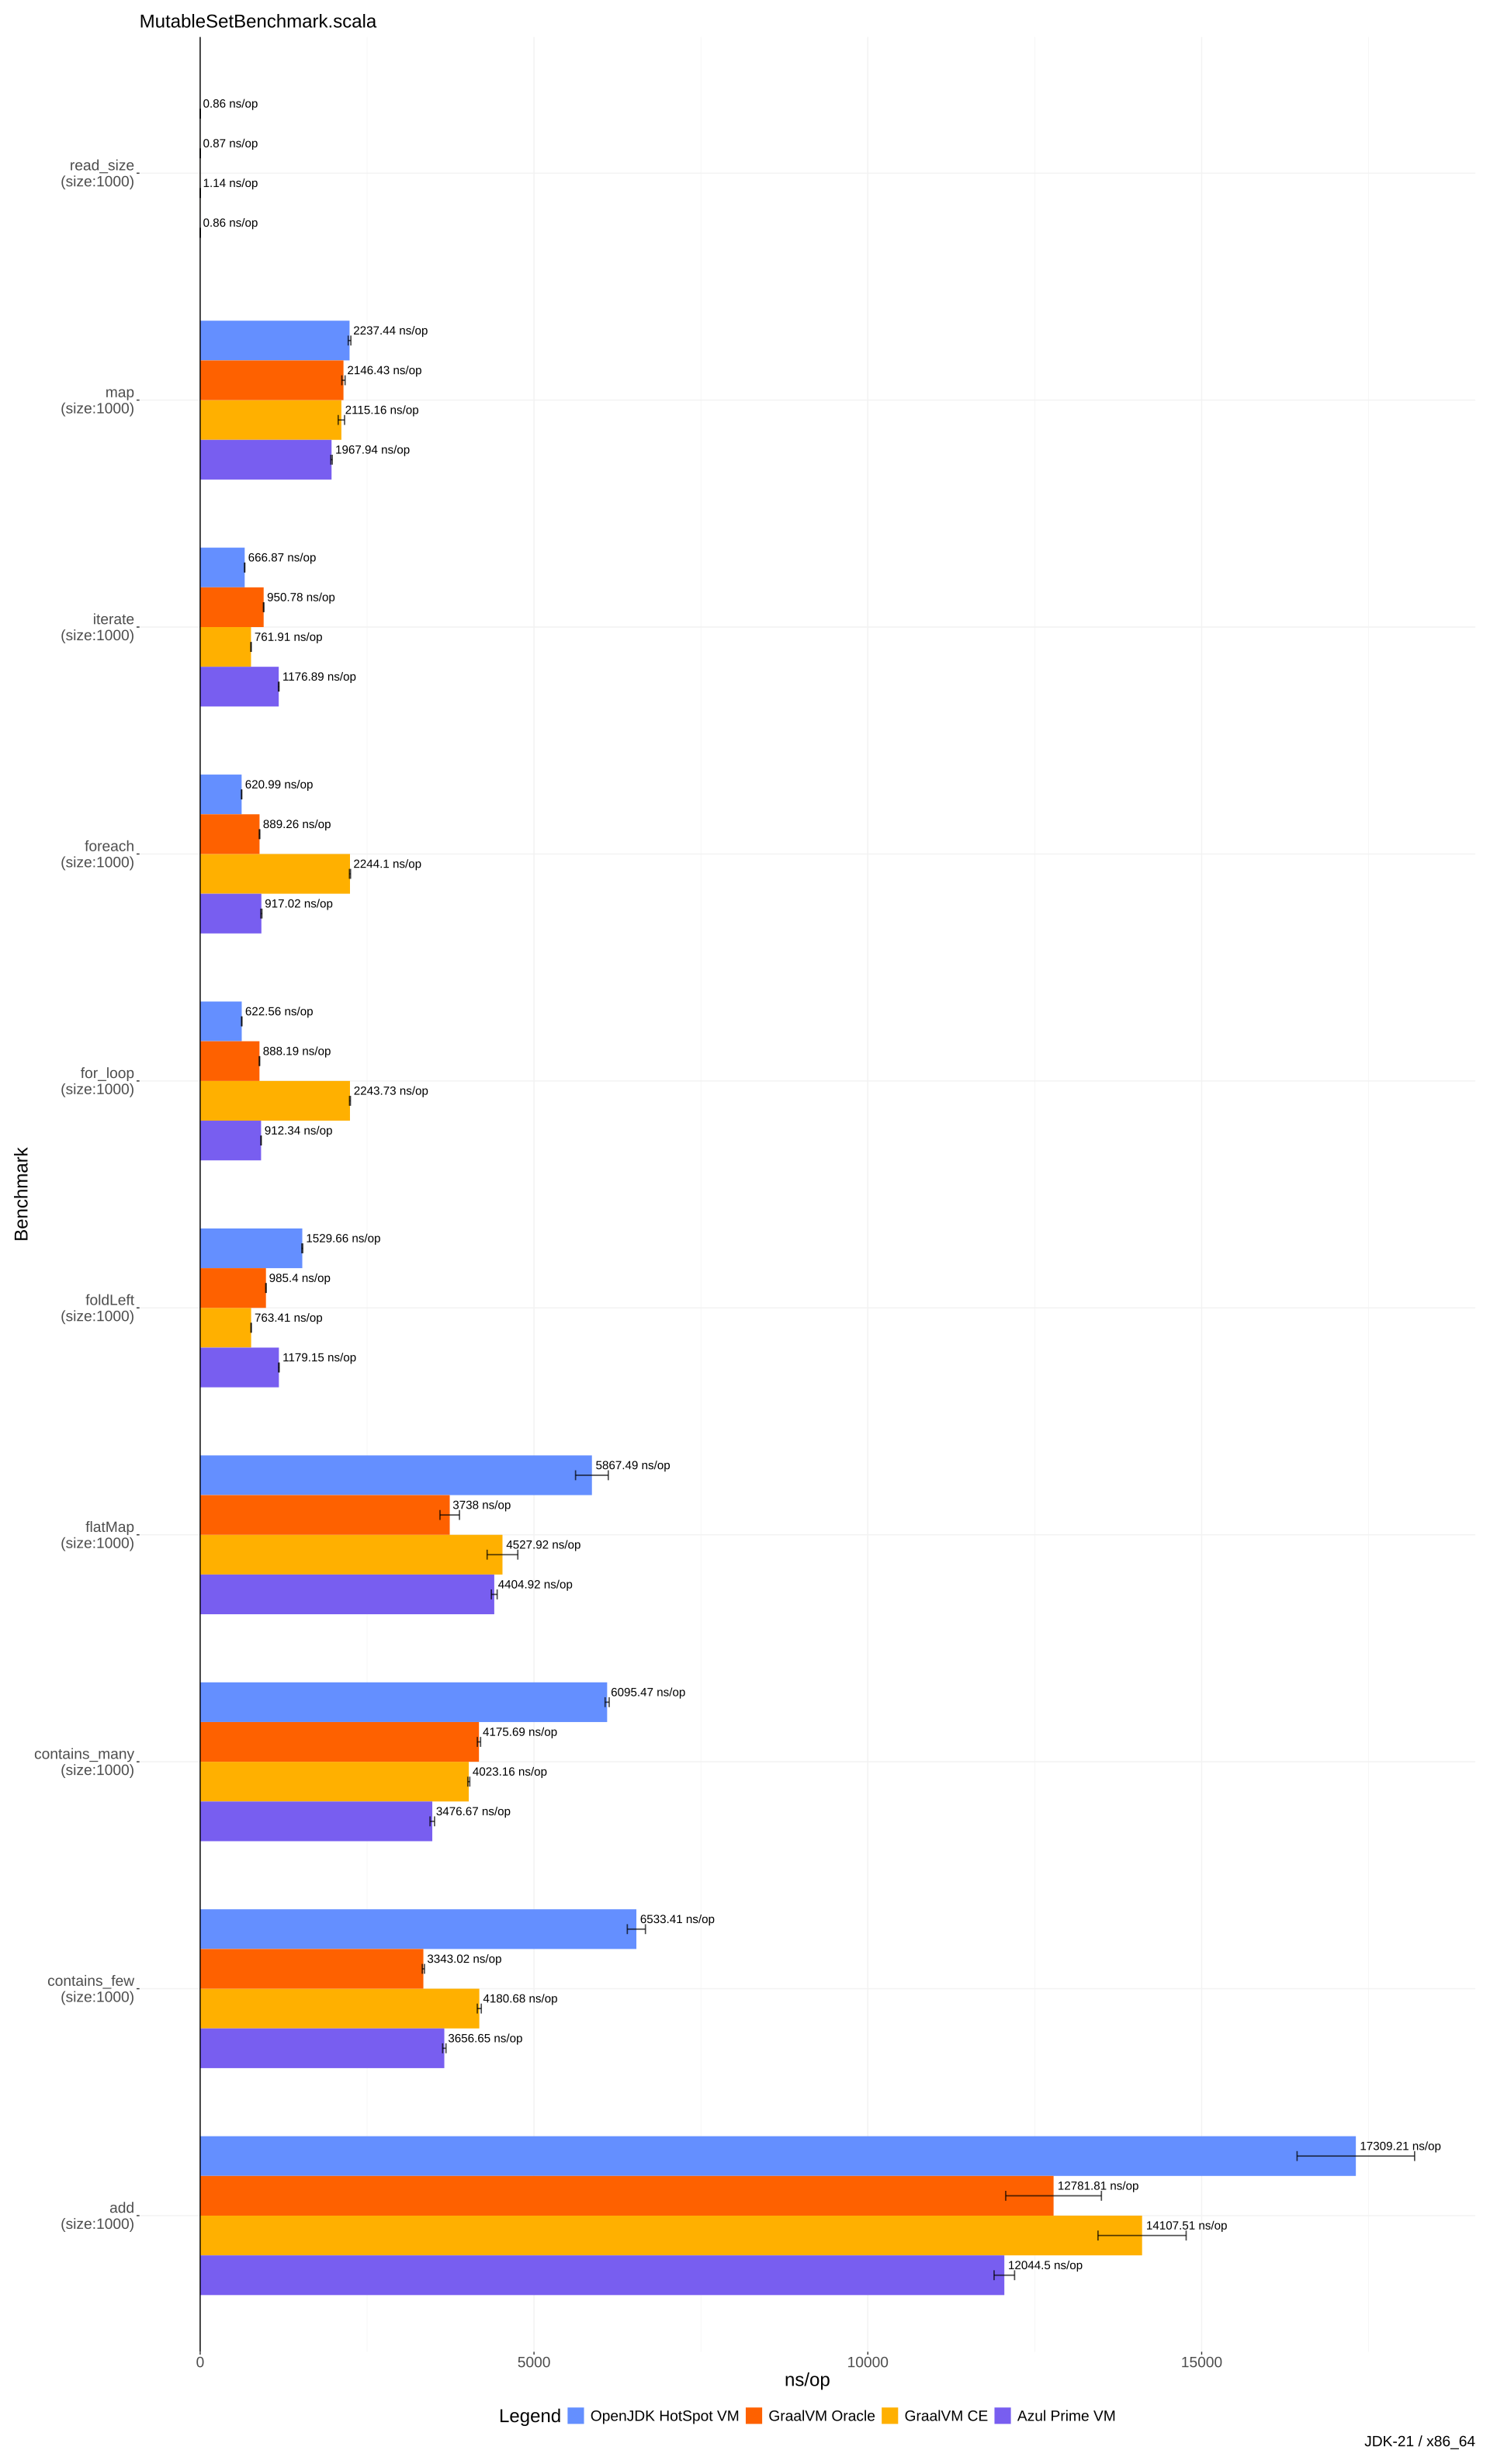 MutableSetBenchmark.scala
read_size
(size:1000)
0.86 ns/op
0.87 ns/op
1.14 ns/op
0.86 ns/op
map
(size:1000)
2237.44 ns/op
2146.43 ns/op
2115.16 ns/op
1967.94 ns/op
iterate
(size:1000)
666.87 ns/op
950.78 ns/op
761.91 ns/op
1176.89 ns/op
foreach
(size:1000)
620.99 ns/op
889.26 ns/op
2244.1 ns/op
917.02 ns/op
for_loop
(size:1000)
622.56 ns/op
888.19 ns/op
2243.73 ns/op
912.34 ns/op
foldLeft
(size:1000)
1529.66 ns/op
985.4 ns/op
763.41 ns/op
1179.15 ns/op
flatMap
(size:1000)
5867.49 ns/op
3738 ns/op
4527.92 ns/op
4404.92 ns/op
contains_many
(size:1000)
6095.47 ns/op
4175.69 ns/op
4023.16 ns/op
3476.67 ns/op
contains_few
(size:1000)
6533.41 ns/op
3343.02 ns/op
4180.68 ns/op
3656.65 ns/op
add
(size:1000)
17309.21 ns/op
12781.81 ns/op
14107.51 ns/op
12044.5 ns/op
Benchmark
0 5000 10000 15000
ns/op
Legend OpenJDK HotSpot VM GraalVM Oracle GraalVM CE Azul Prime VM
JDK-21 / x86_64